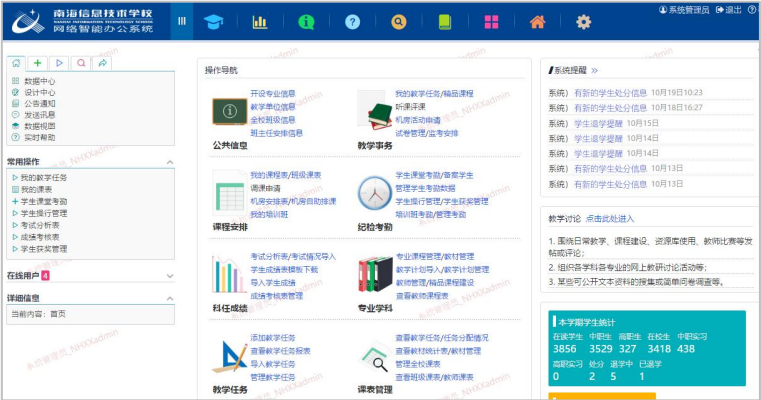 南海信息技术学校
NANHAI INFORMATION TECHNOLOGY SCHOOL
网络智能办公系统
系统管理员 退出
数据中心
设计中心
公告通知
发送讯息
数据视图
实时帮助
常用操作
我的教学任务
我的课表
学生课堂考勤
学生操行管理
考试分析表
成绩考核表
学生获奖管理
在线用户 4
详细信息
当前内容：首页
操作导航
开设专业信息
教学单位信息
全校班级信息
班主任安排信息
公共信息
我的教学任务/精品课程
听课评课
机房活动申请
试卷管理/监考安排
教学事务
我的课程表/班级课表
调课申请
机房安排表/机房自助排课
我的培训班
课程安排
学生课堂考勤/备案学生
管理学生考勤数据
学生操行管理/学生获奖管理
培训班考勤/管理考勤
纪检考勤
考试分析表/考试情况导入
学生成绩表模板下载
导入学生成绩
成绩考核表管理
科任成绩
专业课程管理/教材管理
教学计划导入/教学计划管理
教师管理/精品课程建设
查看教师课程表
专业学科
添加教学任务
查看教学任务报表
导入教学任务
管理教学任务
教学任务
查看教学任务/任务分配情况
查看教材统计表/教材管理
管理全校课表
查看班级课表/教师课表
课表管理
系统提醒 >>
系统）有新的学生处分信息 10月19日10:23
系统）有新的学生处分信息 10月18日16:27
系统）学生退学提醒 10月15日
系统）学生退学提醒 10月14日
系统）学生退学提醒 10月14日
系统）有新的学生处分信息 10月13日
系统）有新的学生处分信息 10月13日
教学讨论 点击此处进入
1. 围绕日常教学、课程建设、资源库使用、教师比赛等发
帖或评论；
2. 组织各学科各专业的网上教研讨论活动等；
3. 某些可公开文本资料的搜集或简单问卷调查等。
本学期学生统计
在读学生 中职生 高职生 在校生 中职实习
3856 3529 327 3418 438
高职实习 处分 退学中 已退学
0 2 5 1
系统管理员_NHXXadmin